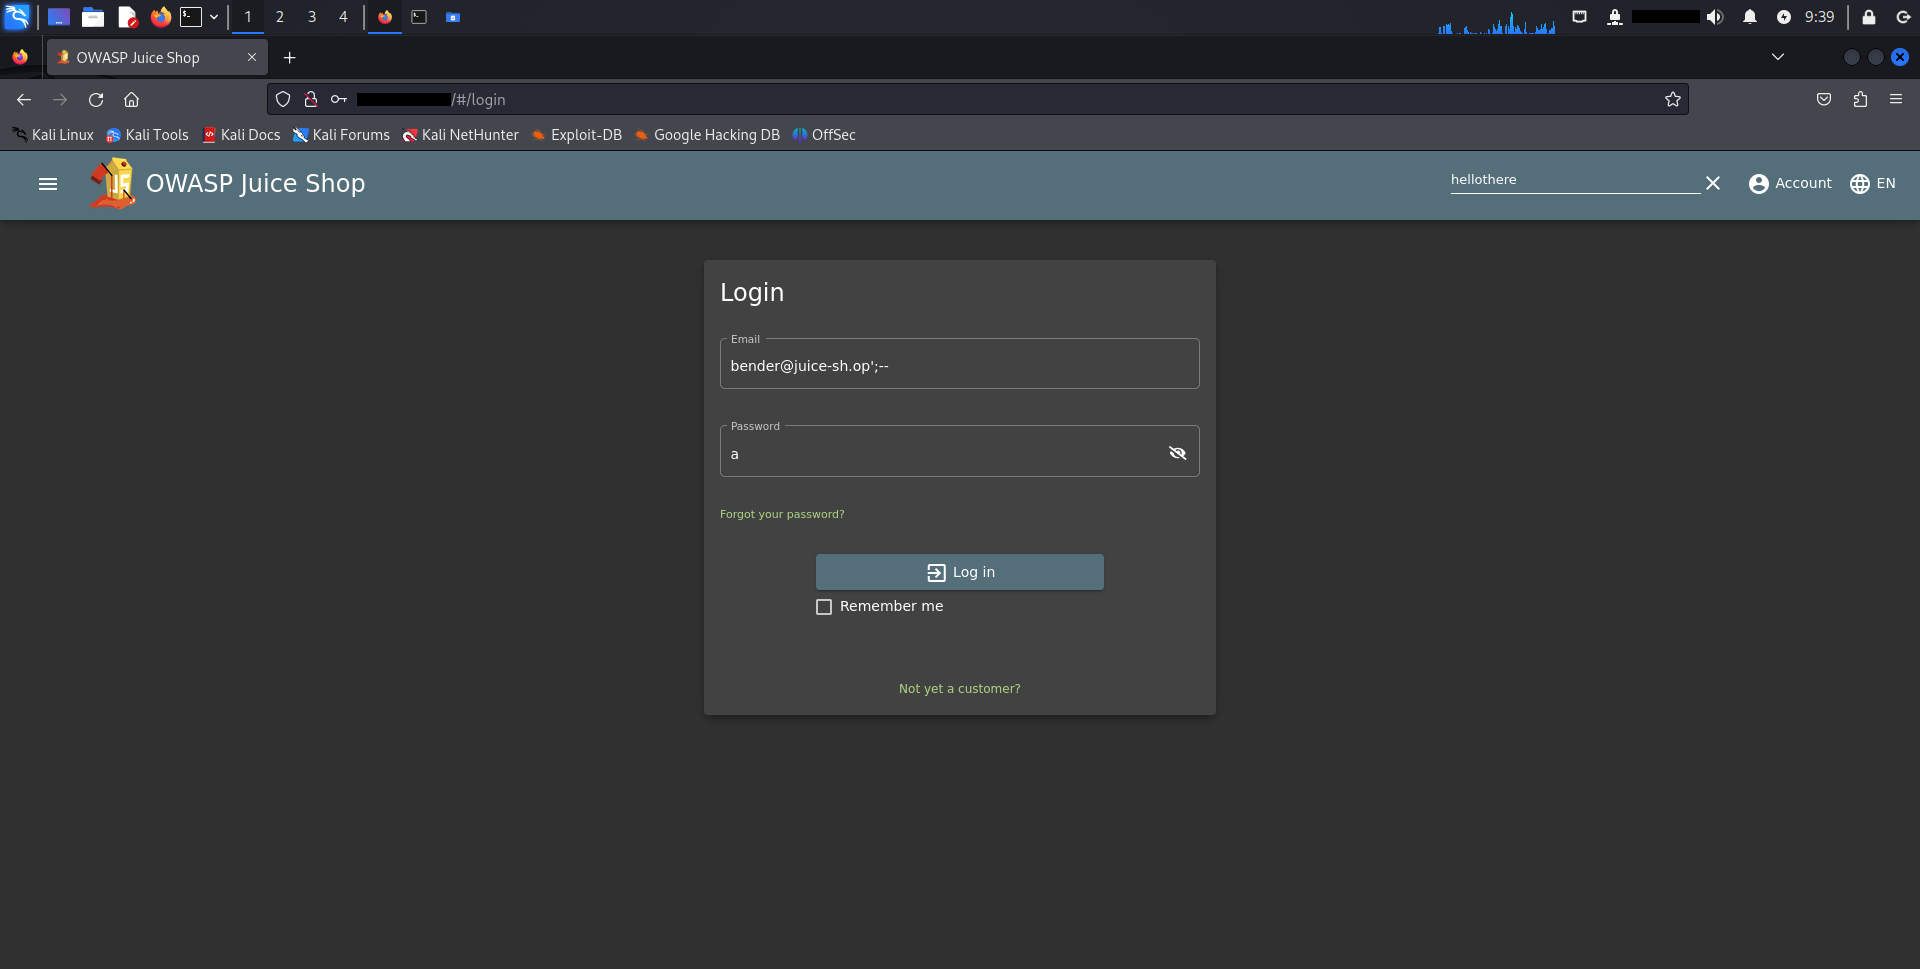 1 2 3 4 9:39
OWASP Juice Shop
/#/login
Kali Linux Kali Tools Kali Docs Kali Forums Kali NetHunter Exploit-DB Google Hacking DB OffSec
OWASP Juice Shop hellothere Account EN
Login
Email
bender@juice-sh.op';--
Password
a
Forgot your password?
Log in
Remember me
Not yet a customer?